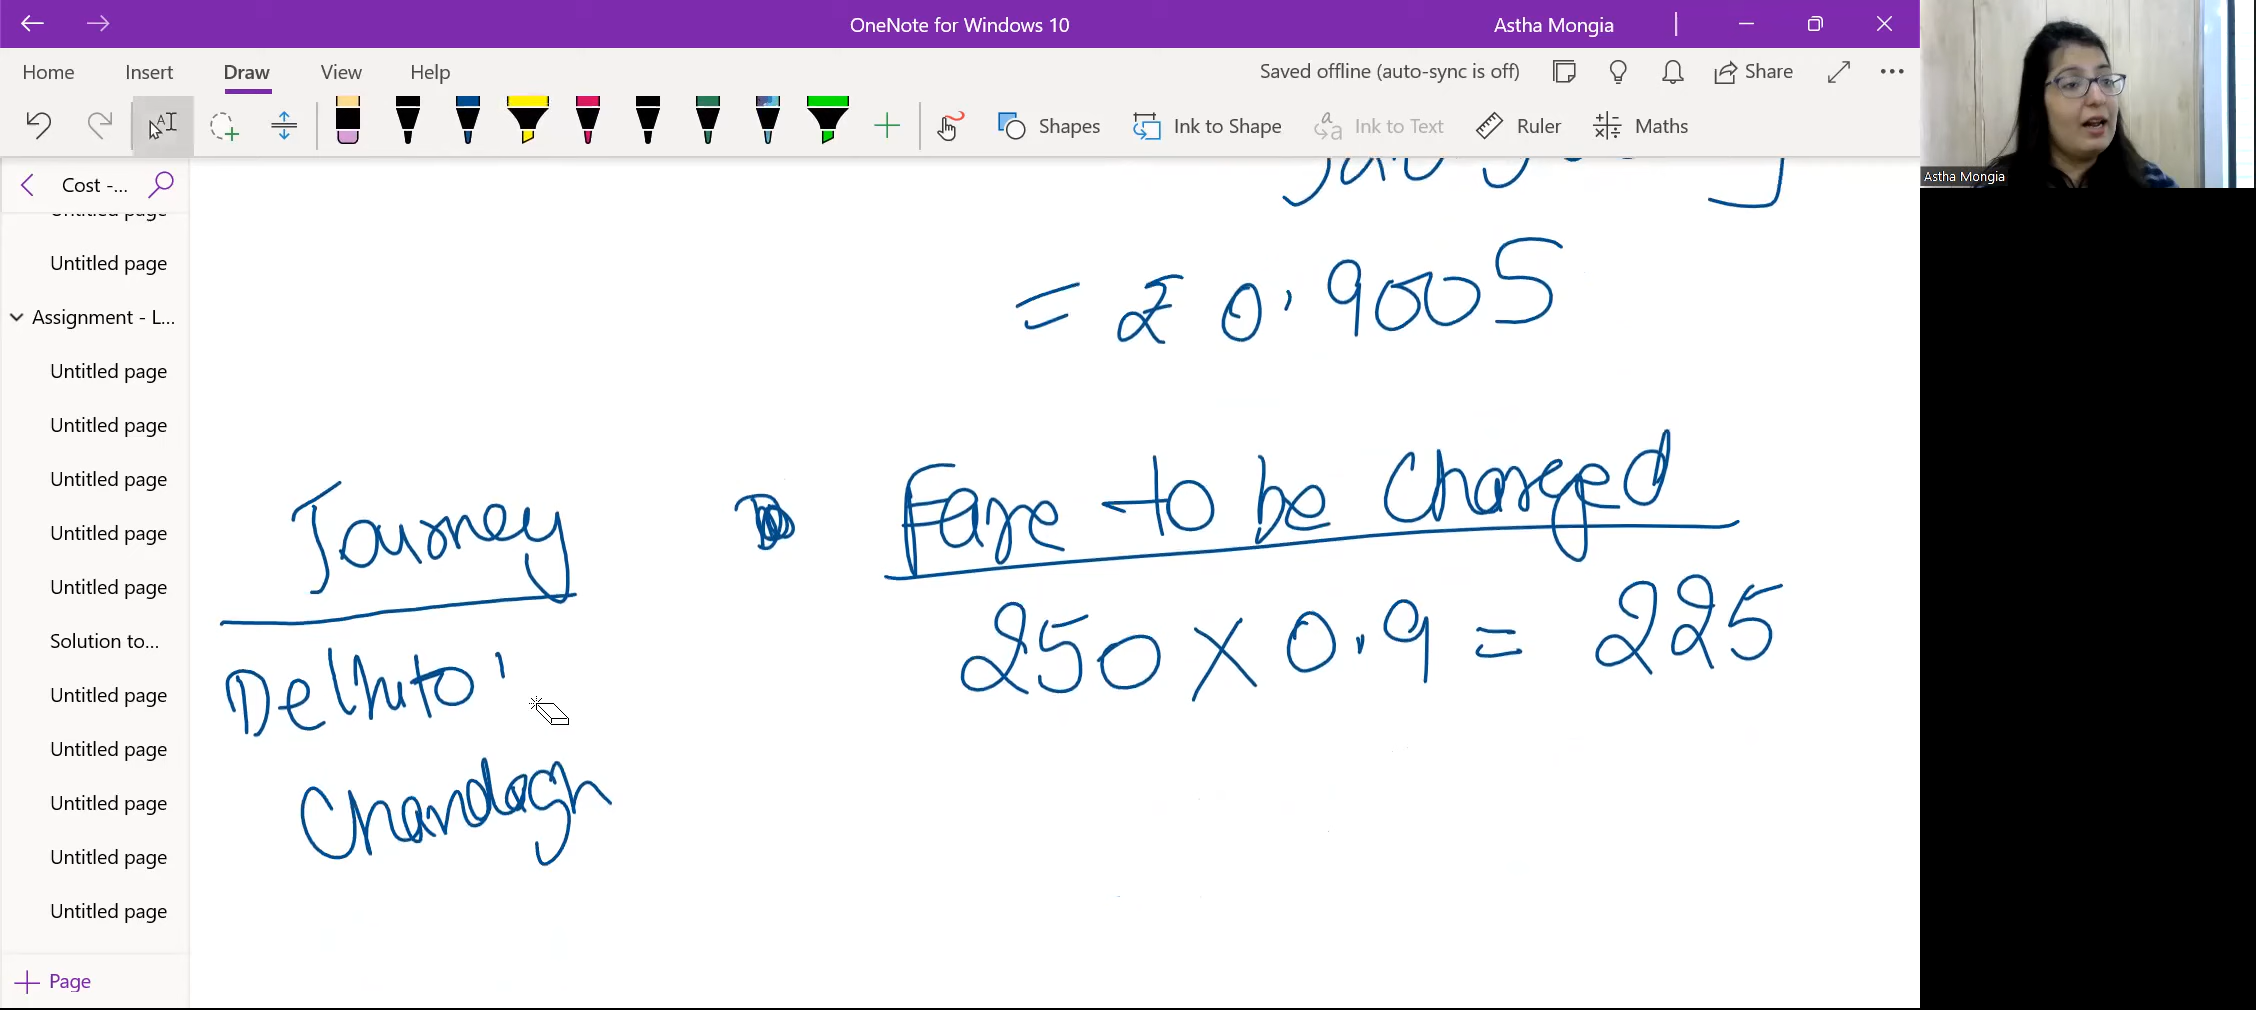 OneNote for Windows 10
Astha Mongia
Home Insert Draw View Help
Saved offline (auto-sync is off)
Share
Shapes
Ink to Shape
Ink to Text
Ruler
Maths
Astha Mongia
Cost -...
Untitled page
Untitled page
Assignment - L...
Untitled page
Untitled page
Untitled page
Untitled page
Untitled page
Solution to...
Untitled page
Untitled page
Untitled page
Untitled page
Untitled page
Page
= ₹ 0.9005
Journey Fare to be charged
Delhi to 250 x 0.9 = 225
Chandagh